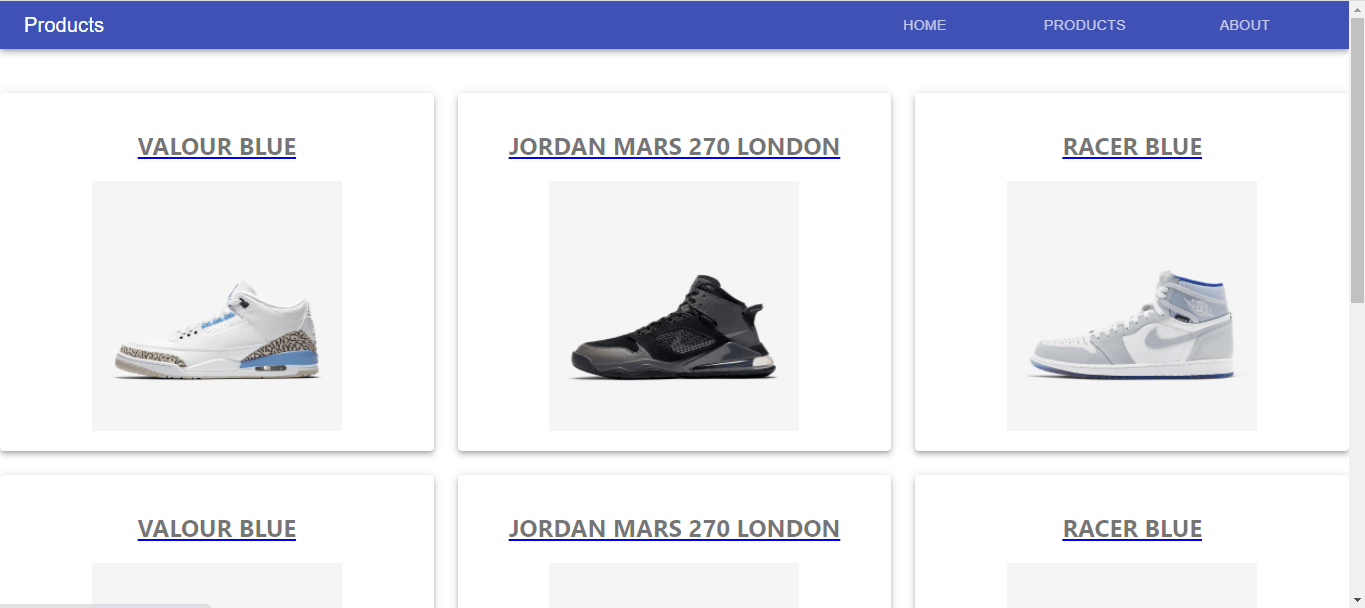 Products HOME PRODUCTS ABOUT
VALOUR BLUE JORDAN MARS 270 LONDON RACER BLUE
VALOUR BLUE JORDAN MARS 270 LONDON RACER BLUE